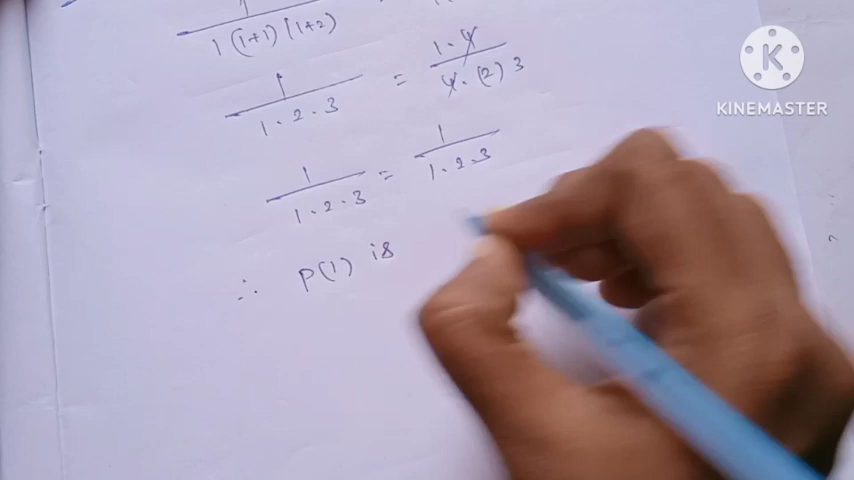 1
1 (1+1) (1+2)
1 / 1 · 2 · 3 = 1 · 4 / 4 · (2) 3
1 / 1 · 2 · 3 = 1 / 1 · 2 · 3
∴ P(1) is
KINEMASTER